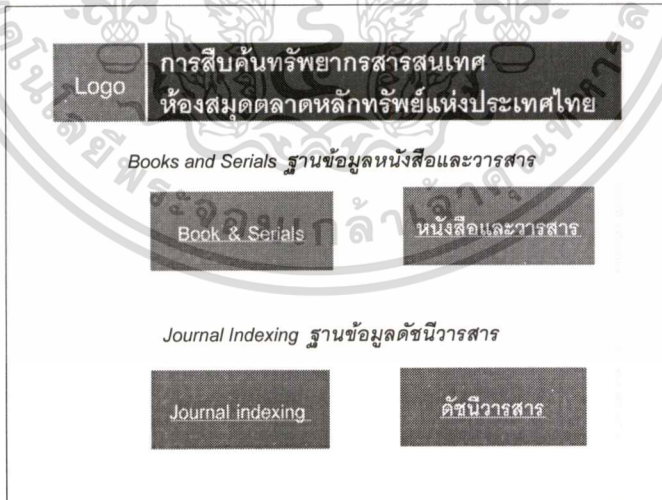 Logo
การสืบค้นทรัพยากรสารสนเทศ
ห้องสมุดตลาดหลักทรัพย์แห่งประเทศไทย
Books and Serials ฐานข้อมูลหนังสือและวารสาร
Book & Serials
หนังสือและวารสาร
Journal Indexing ฐานข้อมูลดัชนีวารสาร
Journal indexing
ดัชนีวารสาร